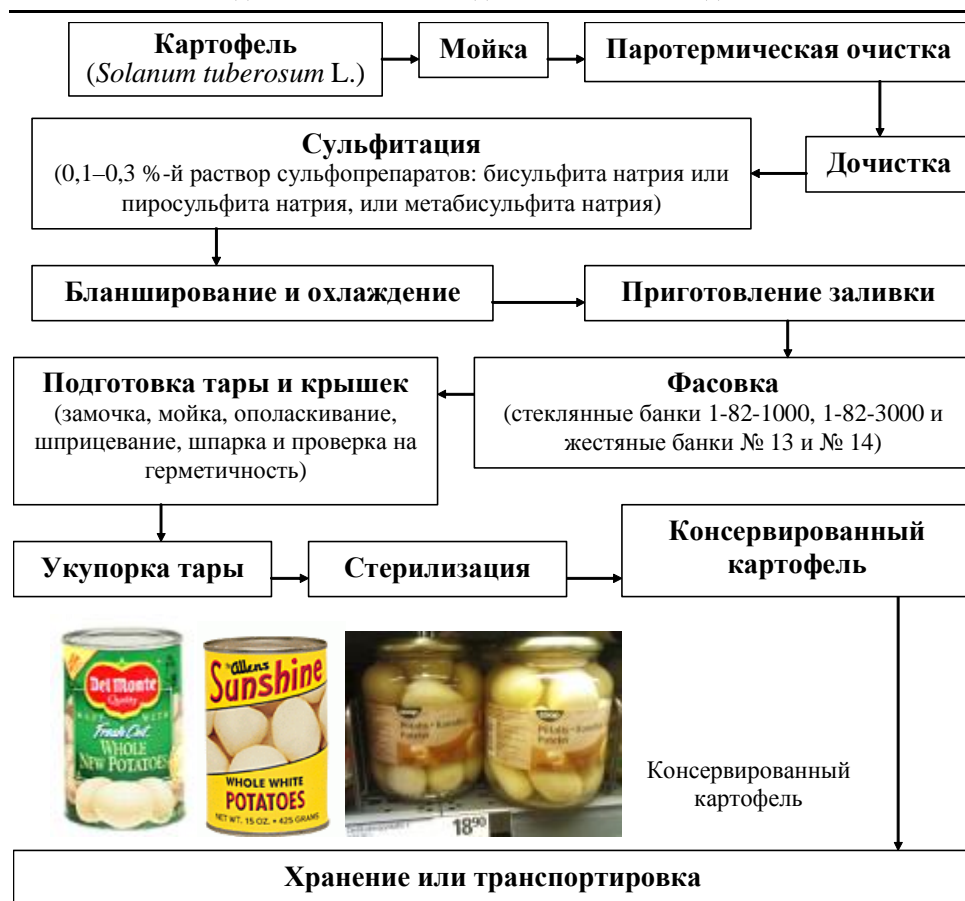 Картофель
(Solanum tuberosum L.)
Мойка
Паротермическая очистка
Дочистка
Сульфитация
(0,1–0,3 %-й раствор сульфопрепаратов: бисульфита натрия или
пиросульфита натрия, или метабисульфита натрия)
Бланширование и охлаждение
Приготовление заливки
Фасовка
(стеклянные банки 1-82-1000, 1-82-3000 и
жестяные банки № 13 и № 14)
Подготовка тары и крышек
(замочка, мойка, ополаскивание,
шприцевание, шпарка и проверка на
герметичность)
Укупорка тары
Стерилизация
Консервированный
картофель
Del Monte
Quality
Fresh Cut
WHOLE
NEW POTATOES
The Allens
Sunshine
WHOLE WHITE
POTATOES
NET WT. 15 OZ. • 425 GRAMS
18⁹⁰
Консервированный
картофель
Хранение или транспортировка